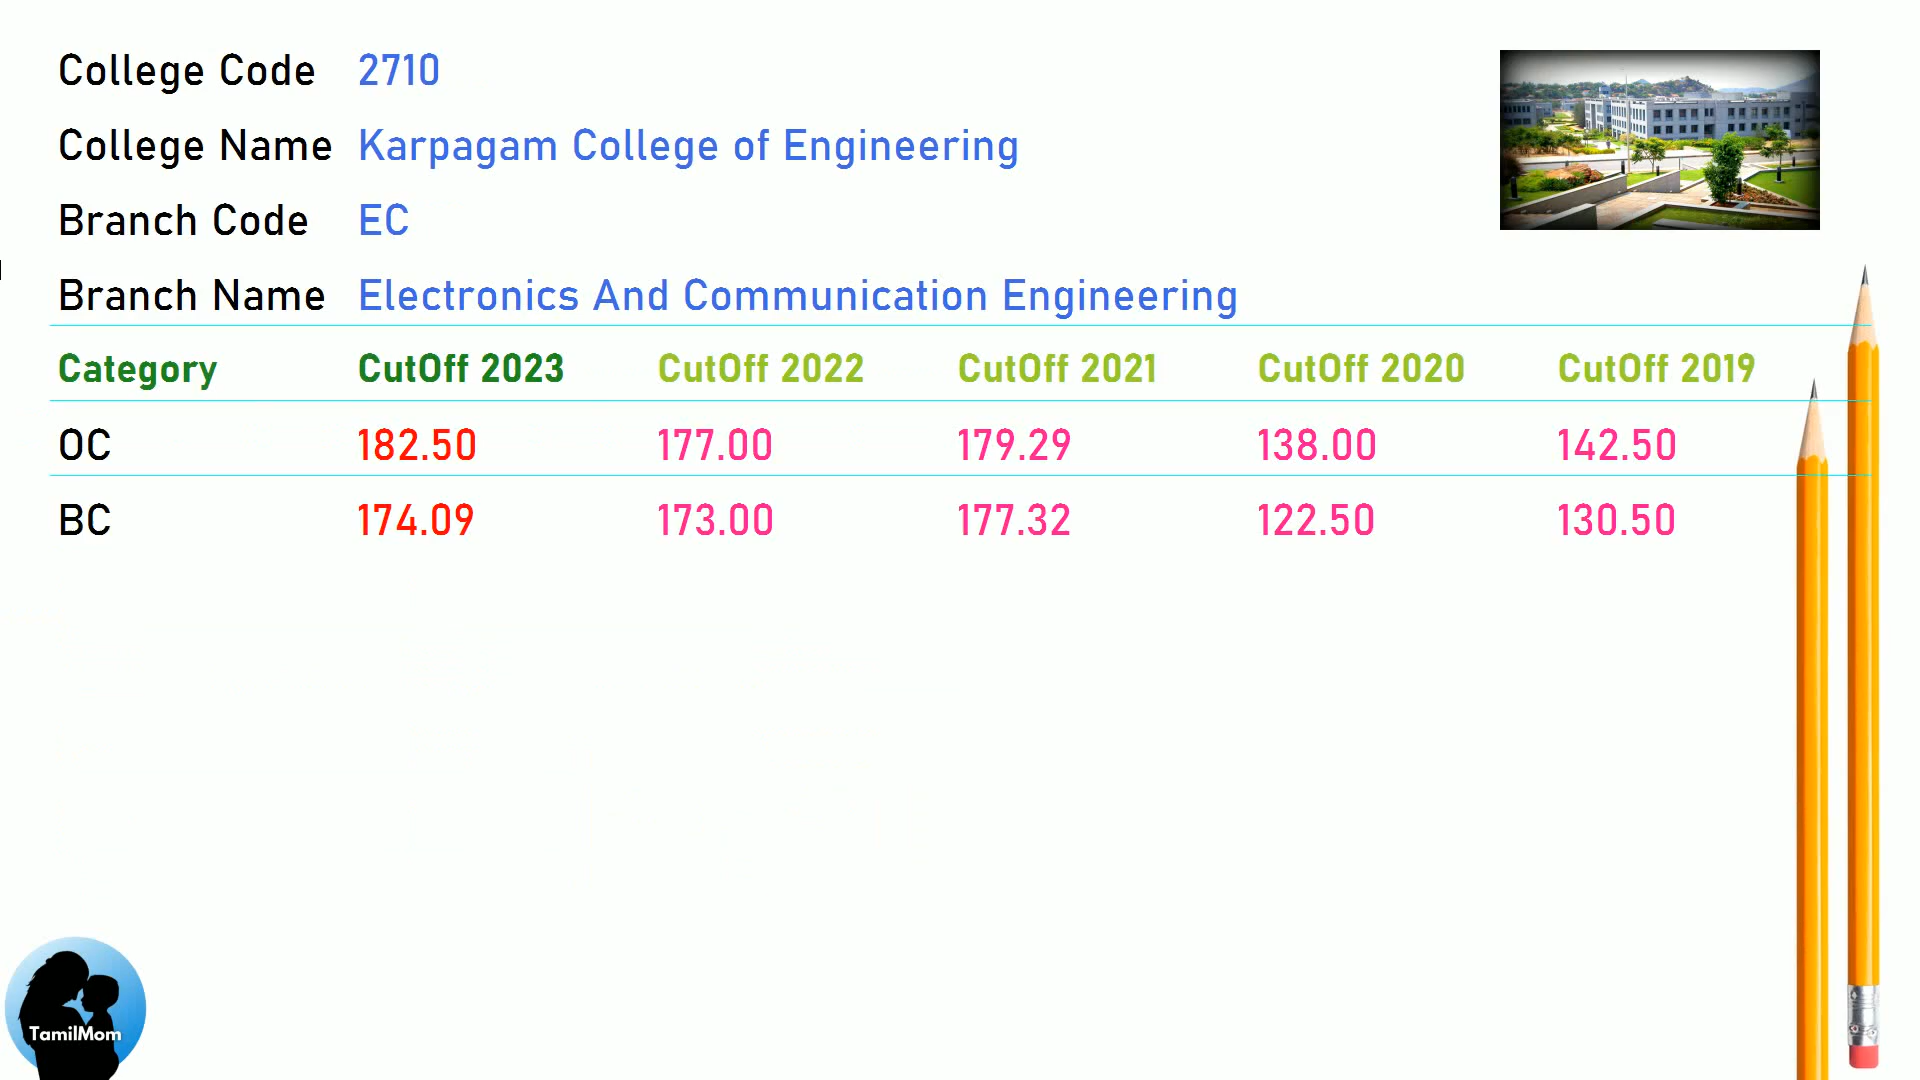 College Code 2710
College Name Karpagam College of Engineering
Branch Code EC
Branch Name Electronics And Communication Engineering
Category CutOff 2023 CutOff 2022 CutOff 2021 CutOff 2020 CutOff 2019
OC 182.50 177.00 179.29 138.00 142.50
BC 174.09 173.00 177.32 122.50 130.50
TamilMom